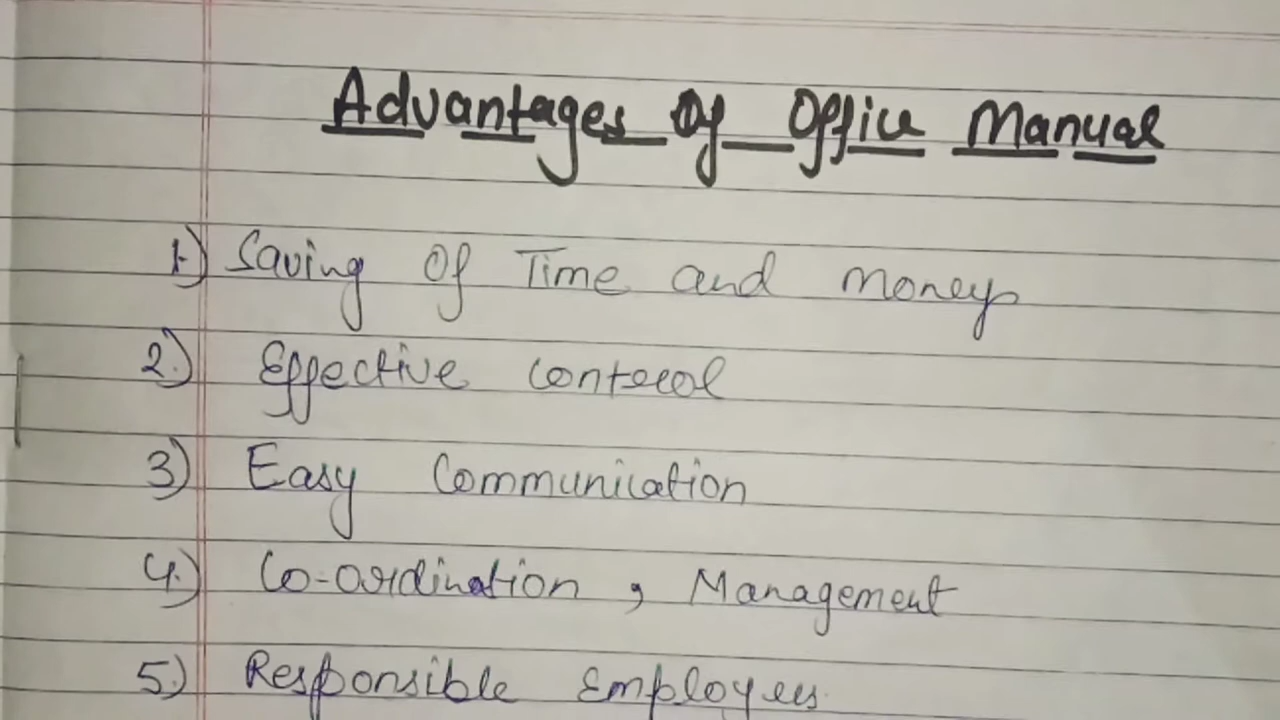 Advantages Of Office Manual
1.) Saving Of Time and Money
2.) Effective Control
3.) Easy Communication
4.) Co-ordination, Management
5.) Responsible Employees.